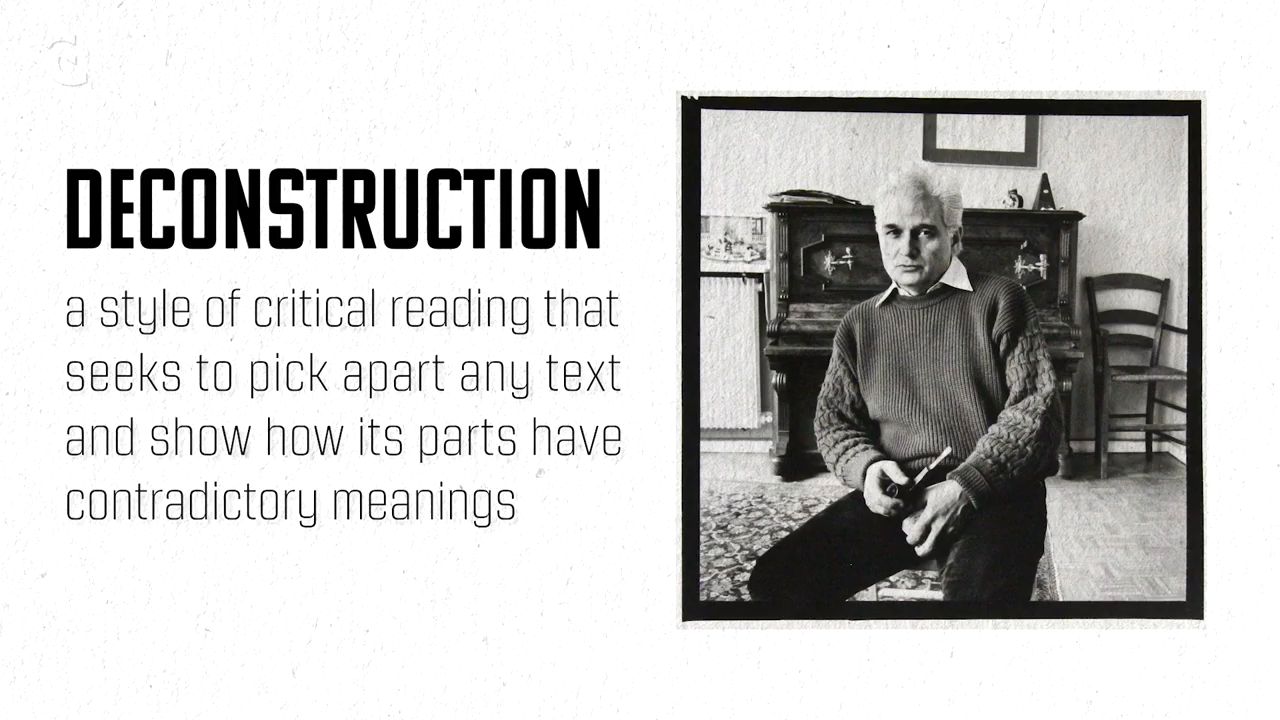 DECONSTRUCTION
a style of critical reading that
seeks to pick apart any text
and show how its parts have
contradictory meanings